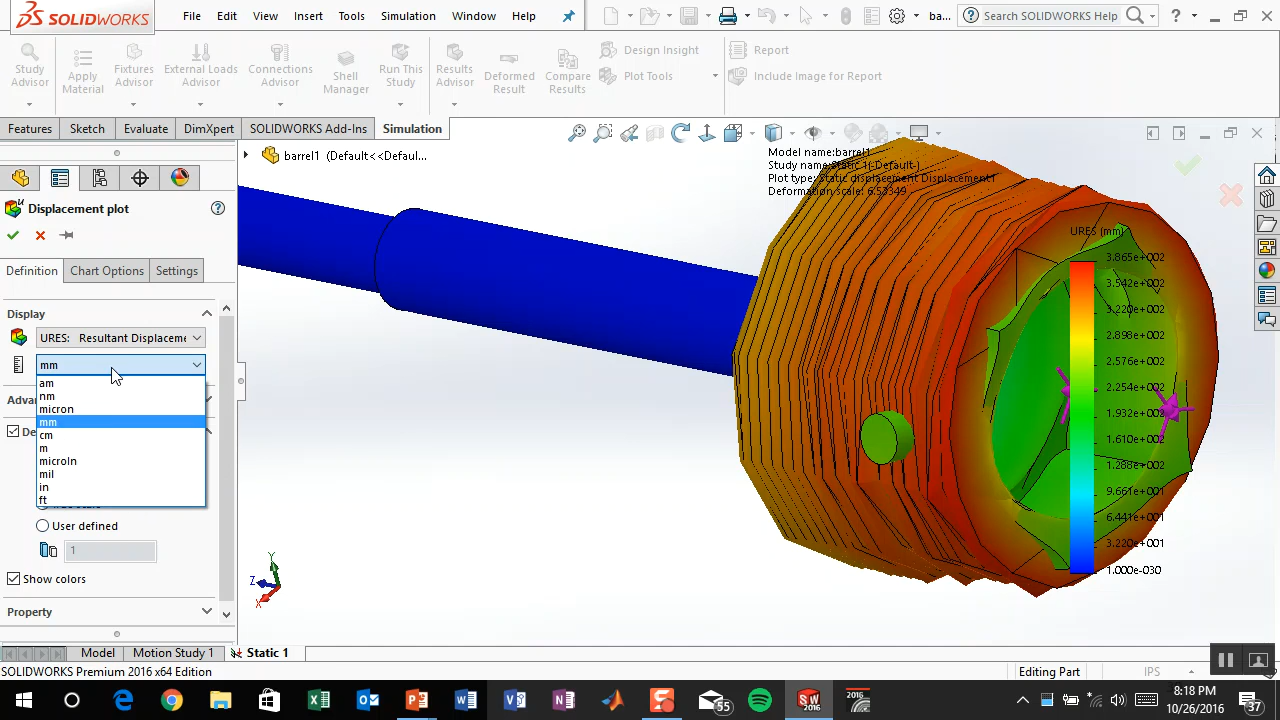 SOLIDWORKS
File Edit View Insert Tools Simulation Window Help
ba...
Search SOLIDWORKS Help
Study Advisor
Apply Material
Fixtures Advisor
External Loads Advisor
Connections Advisor
Shell Manager
Run This Study
Results Advisor
Deformed Result
Compare Results
Design Insight
Plot Tools
Report
Include Image for Report
Features Sketch Evaluate DimXpert SOLIDWORKS Add-Ins Simulation
barrel1 (Default<<Defaul...
Model name:barrel1
Study name:Static 1(-Default-)
Plot type: Static displacement Displacement1
Deformation scale: 6.53349
Displacement plot
Definition Chart Options Settings
Display
URES: Resultant Displaceme
mm
am
nm
micron
mm
cm
m
microIn
mil
in
ft
User defined
1
Show colors
Property
URES (mm)
3.865e+002
3.542e+002
3.220e+002
2.898e+002
2.576e+002
2.254e+002
1.932e+002
1.610e+002
1.288e+002
9.661e+001
6.441e+001
3.220e+001
1.000e-030
Y
Z
X
Model Motion Study 1 Static 1
SOLIDWORKS Premium 2016 x64 Edition
Editing Part
IPS
55
SW 2016
2016
8:18 PM
10/26/2016
37